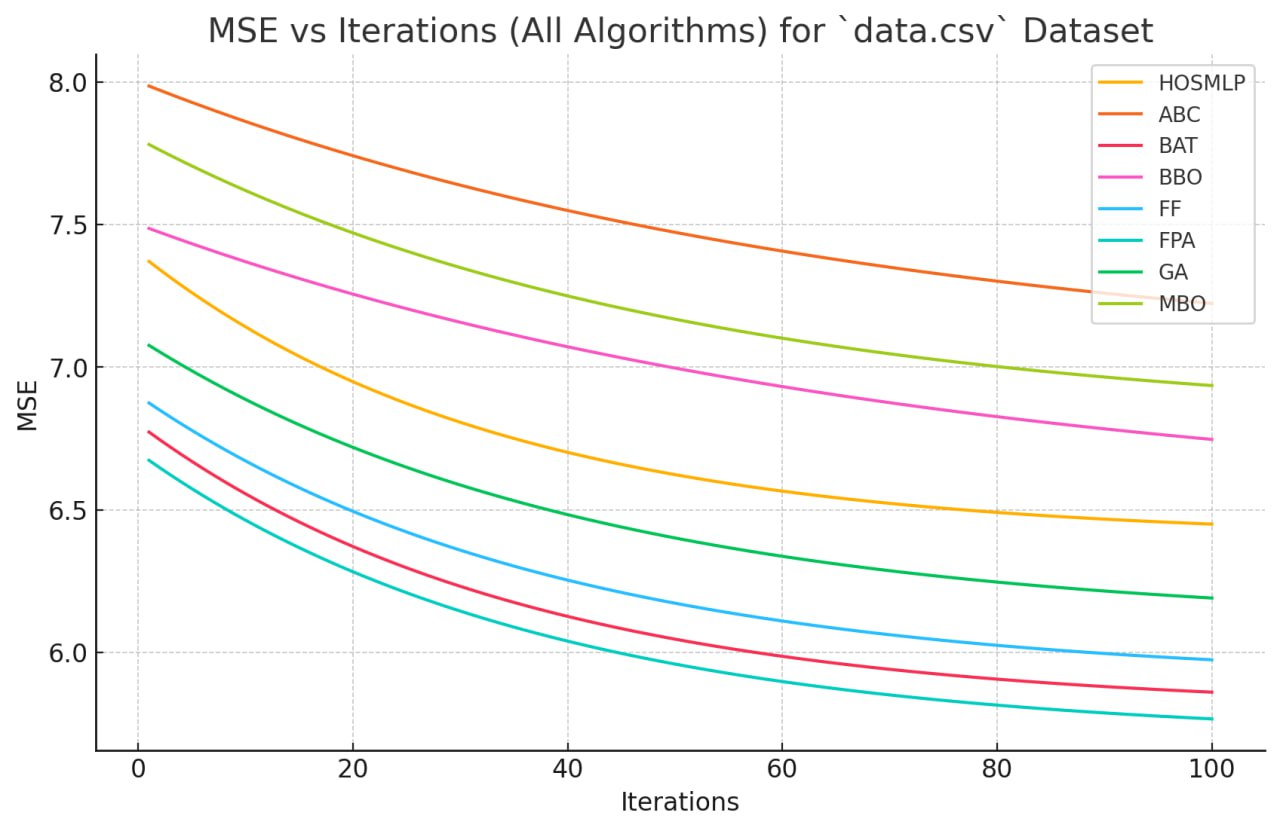 MSE vs Iterations (All Algorithms) for `data.csv` Dataset
MSE
8.0
7.5
7.0
6.5
6.0
0 20 40 60 80 100
Iterations
HOSMLP
ABC
BAT
BBO
FF
FPA
GA
MBO